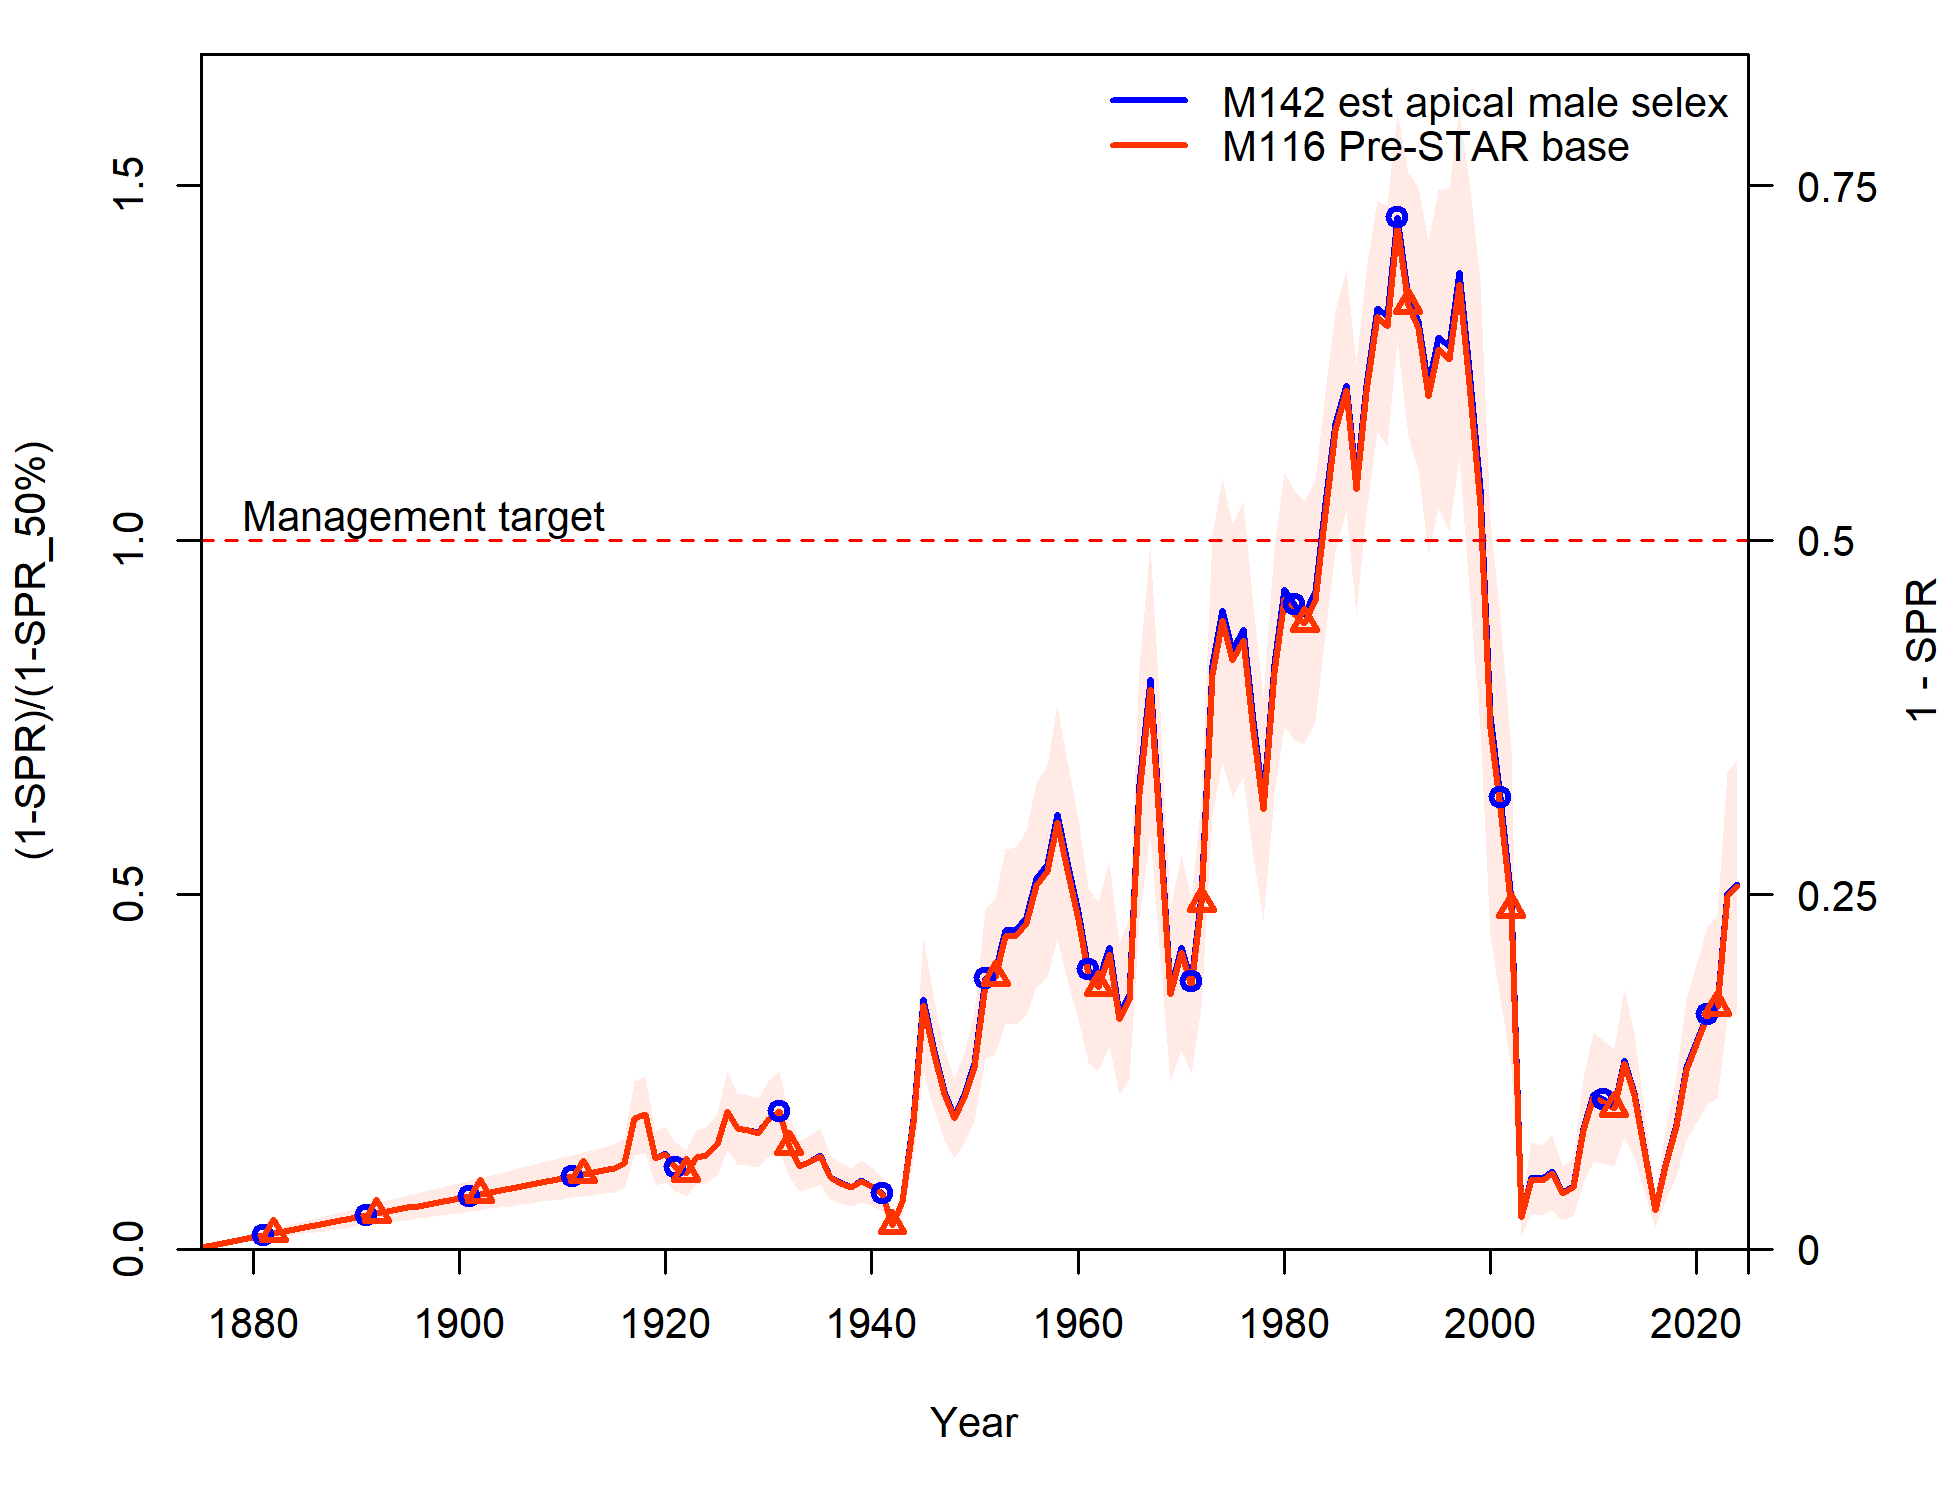 M142 est apical male selex
M116 Pre-STAR base
Management target
(1-SPR)/(1-SPR_50%)
0.0
0.5
1.0
1.5
1 - SPR
0
0.25
0.5
0.75
1880 1900 1920 1940 1960 1980 2000 2020
Year